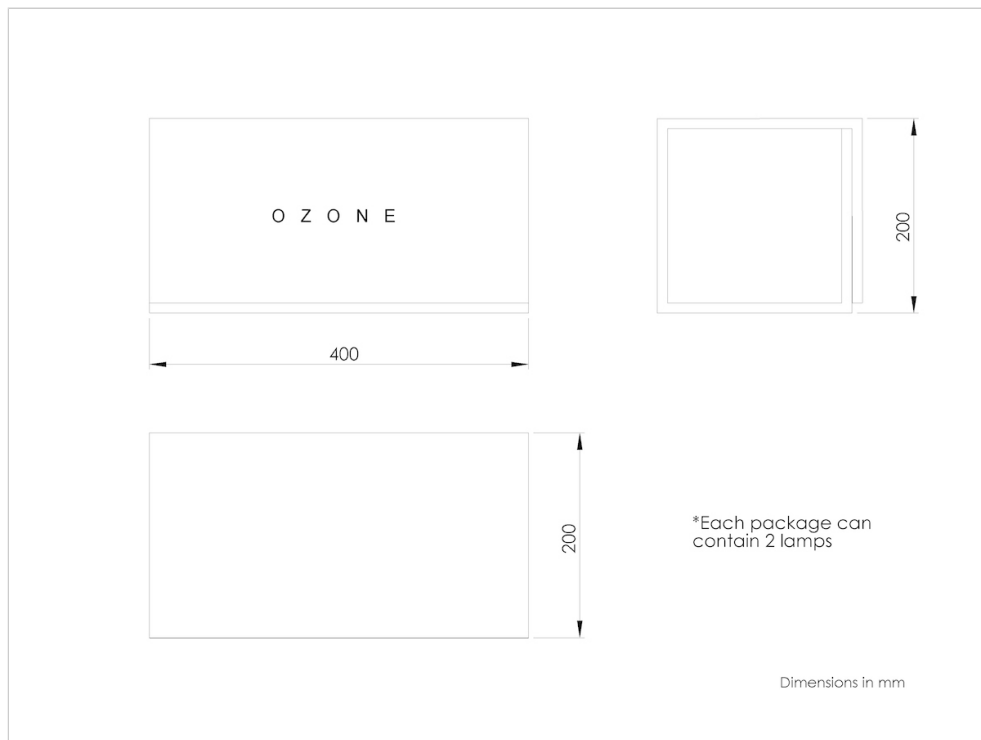 O Z O N E
200
400
200
*Each package can
contain 2 lamps
Dimensions in mm